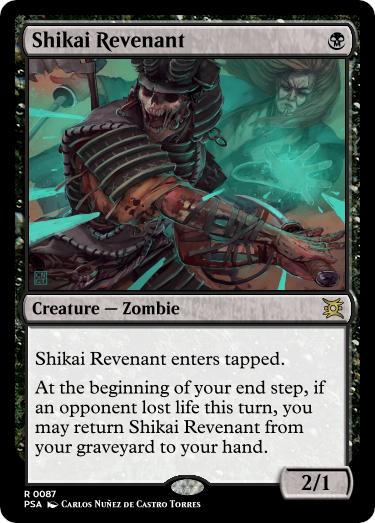 Shikai Revenant
Creature — Zombie
Shikai Revenant enters tapped.
At the beginning of your end step, if
an opponent lost life this turn, you
may return Shikai Revenant from
your graveyard to your hand.
2/1
R 0087
PSA Carlos Nuñez de Castro Torres